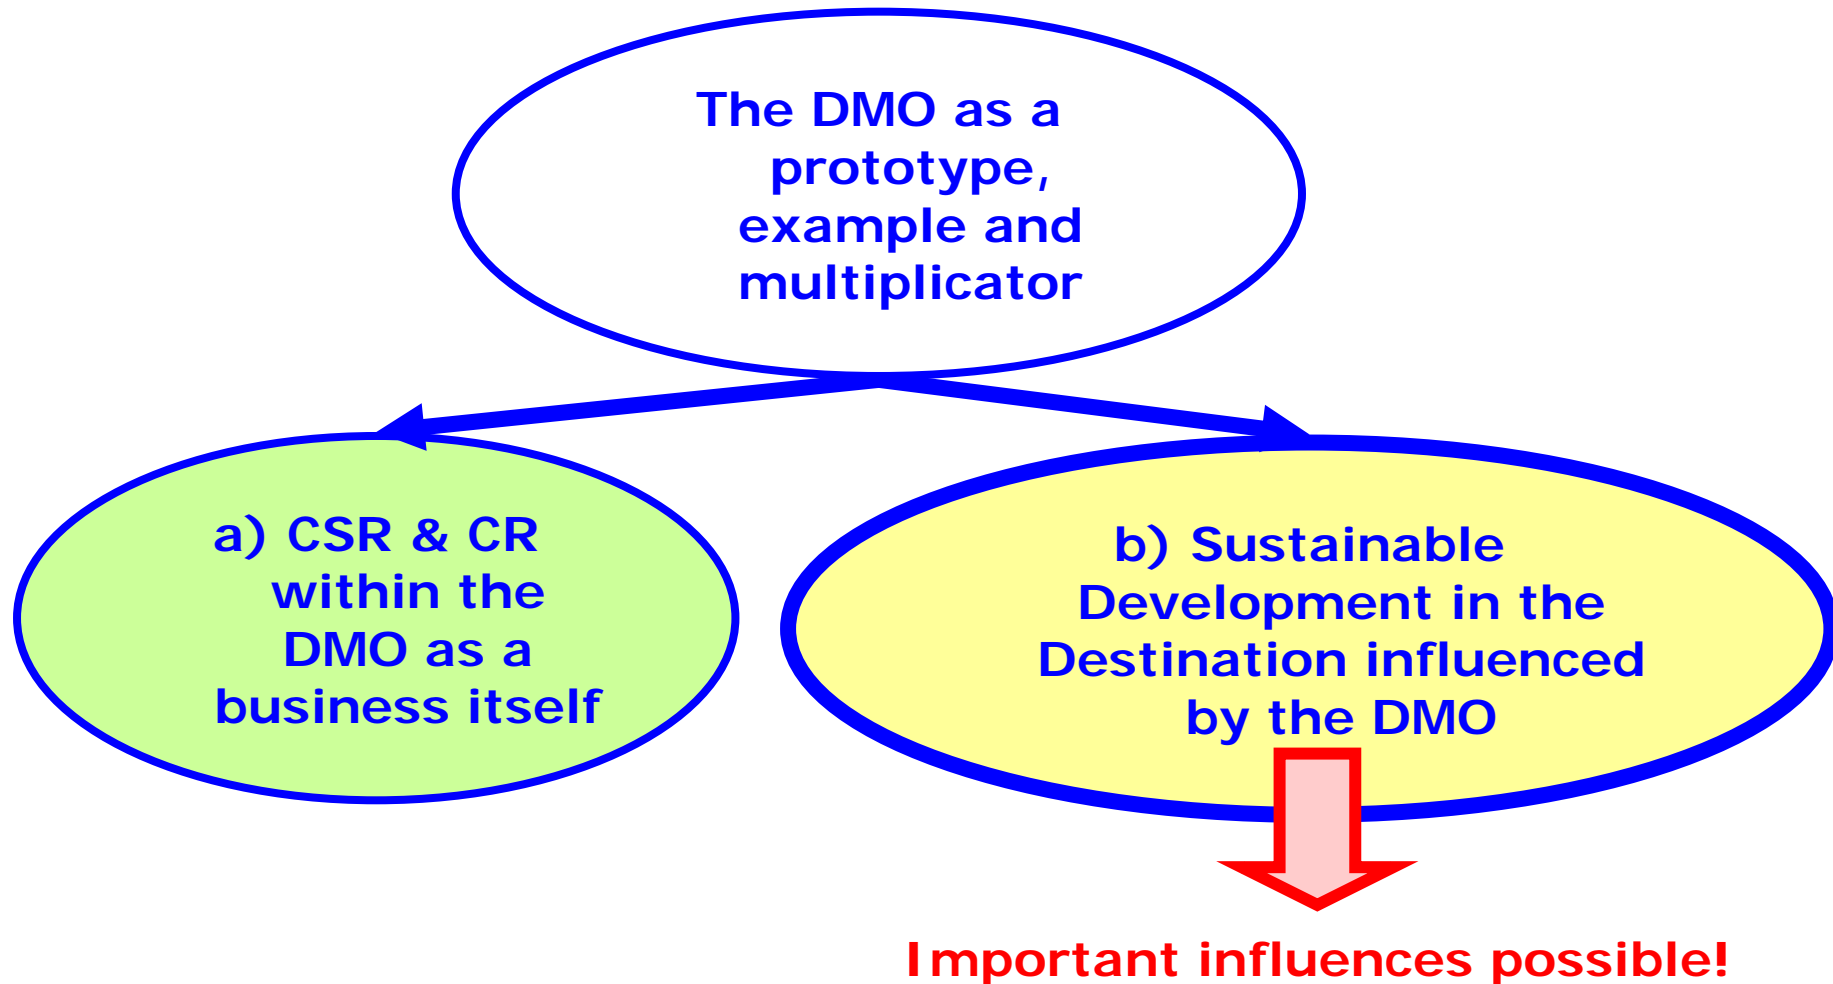 The DMO as a
prototype,
example and
multiplicator
a) CSR & CR
within the
DMO as a
business itself
b) Sustainable
Development in the
Destination influenced
by the DMO
Important influences possible!